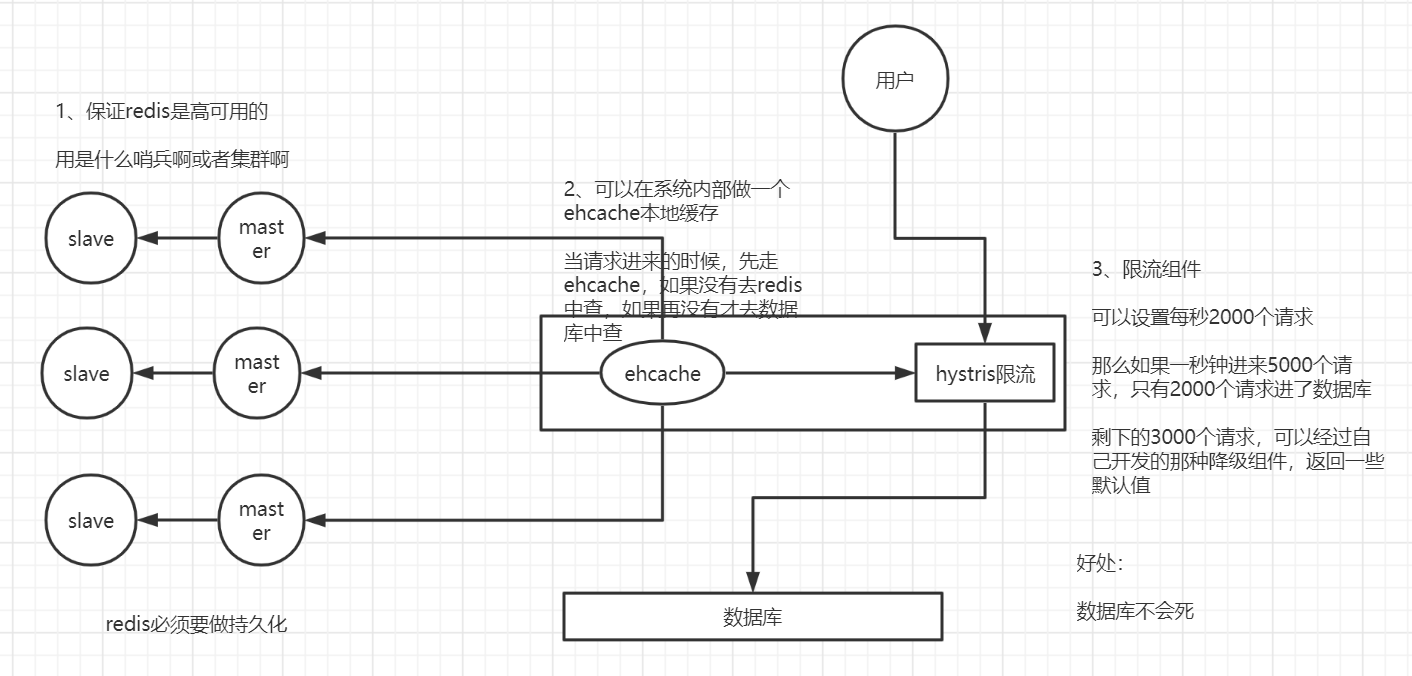 用户
1、保证redis是高可用的
用是什么哨兵啊或者集群啊
slave
mast
er
slave
mast
er
slave
mast
er
redis必须要做持久化
2、可以在系统内部做一个
ehcache本地缓存
当请求进来的时候，先走
ehcache，如果没有去redis
中查，如果再没有才去数据
库中查
ehcache
hystris限流
数据库
3、限流组件
可以设置每秒2000个请求
那么如果一秒钟进来5000个请
求，只有2000个请求进了数据库
剩下的3000个请求，可以经过自
己开发的那种降级组件，返回一些
默认值
好处：
数据库不会死